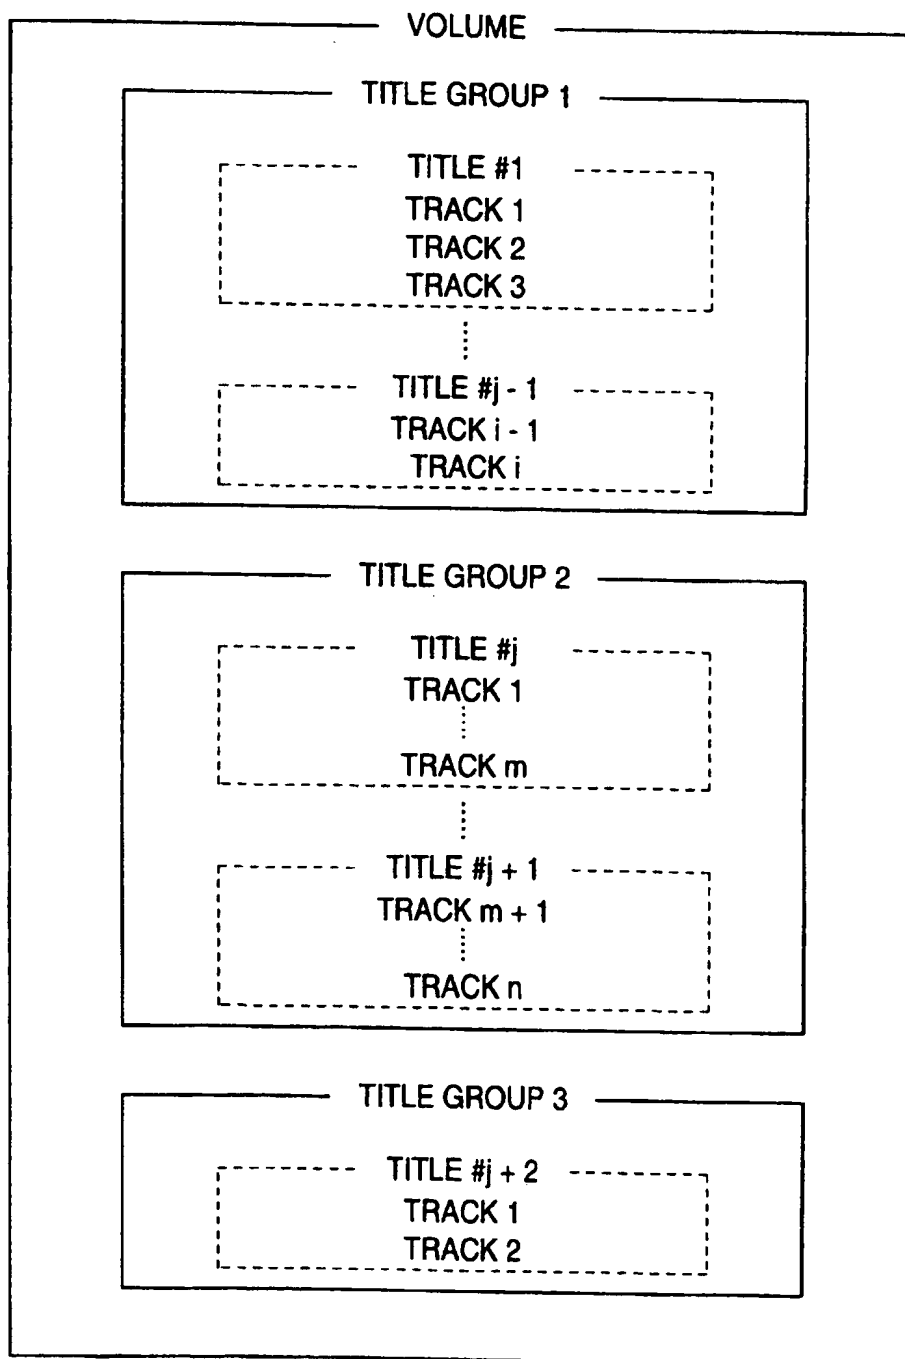 VOLUME
TITLE GROUP 1
TITLE #1
TRACK 1
TRACK 2
TRACK 3
TITLE #j - 1
TRACK i - 1
TRACK i
TITLE GROUP 2
TITLE #j
TRACK 1
TRACK m
TITLE #j + 1
TRACK m + 1
TRACK n
TITLE GROUP 3
TITLE #j + 2
TRACK 1
TRACK 2